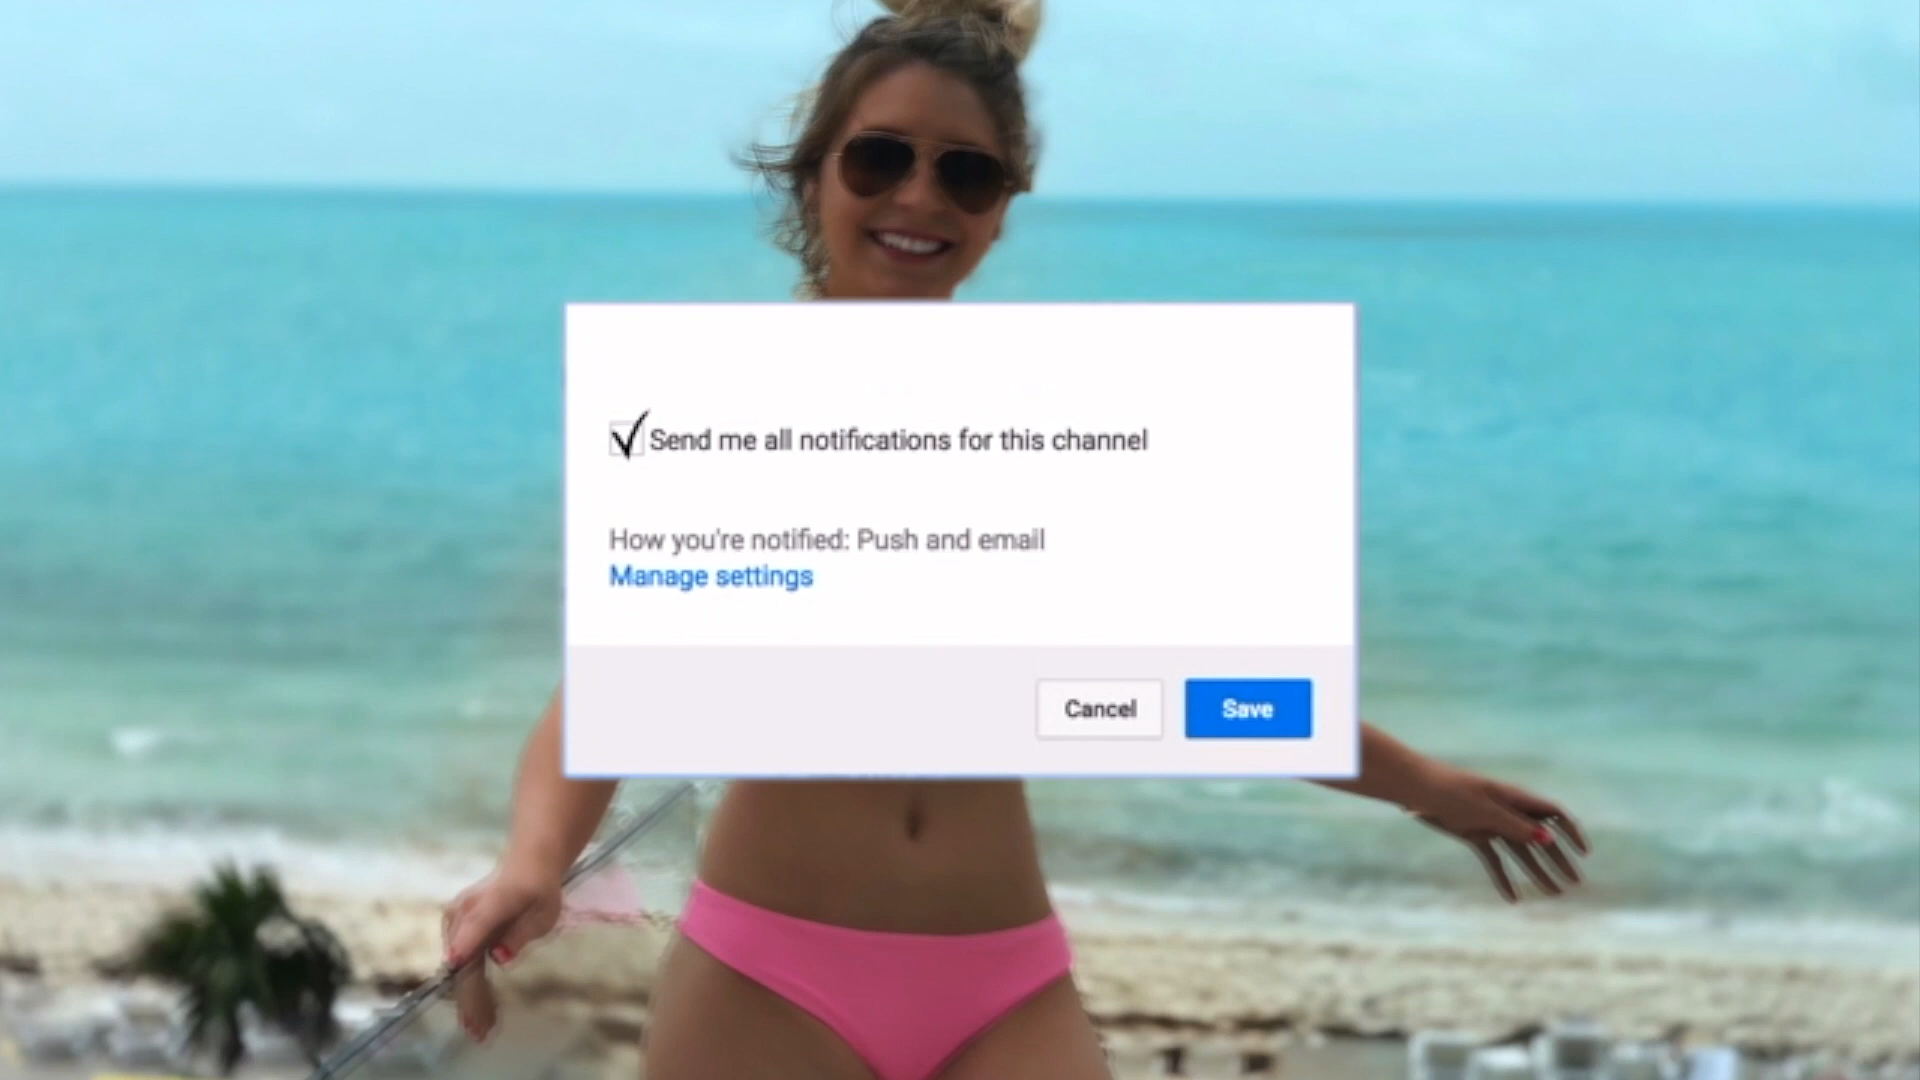 Send me all notifications for this channel
How you're notified: Push and email
Manage settings
Cancel
Save